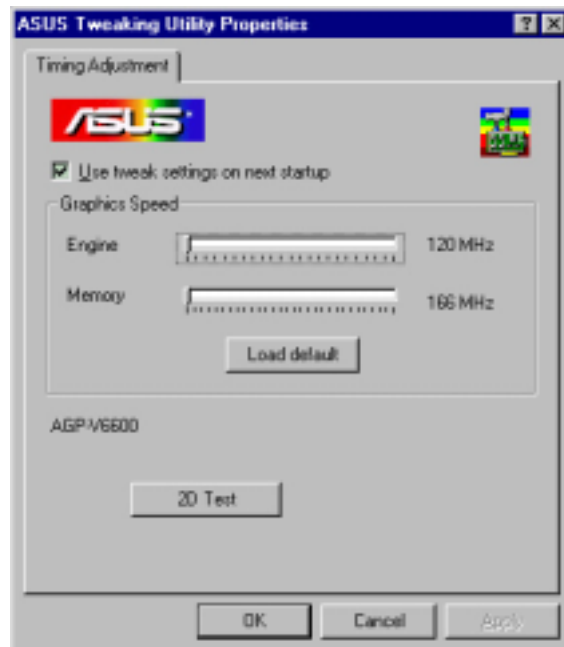 ASUS Tweaking Utility Properties
Timing Adjustment
ASUS
Use tweak settings on next startup
Graphics Speed
Engine 120 MHz
Memory 166 MHz
Load default
AGP-V6600
2D Test
OK Cancel Apply